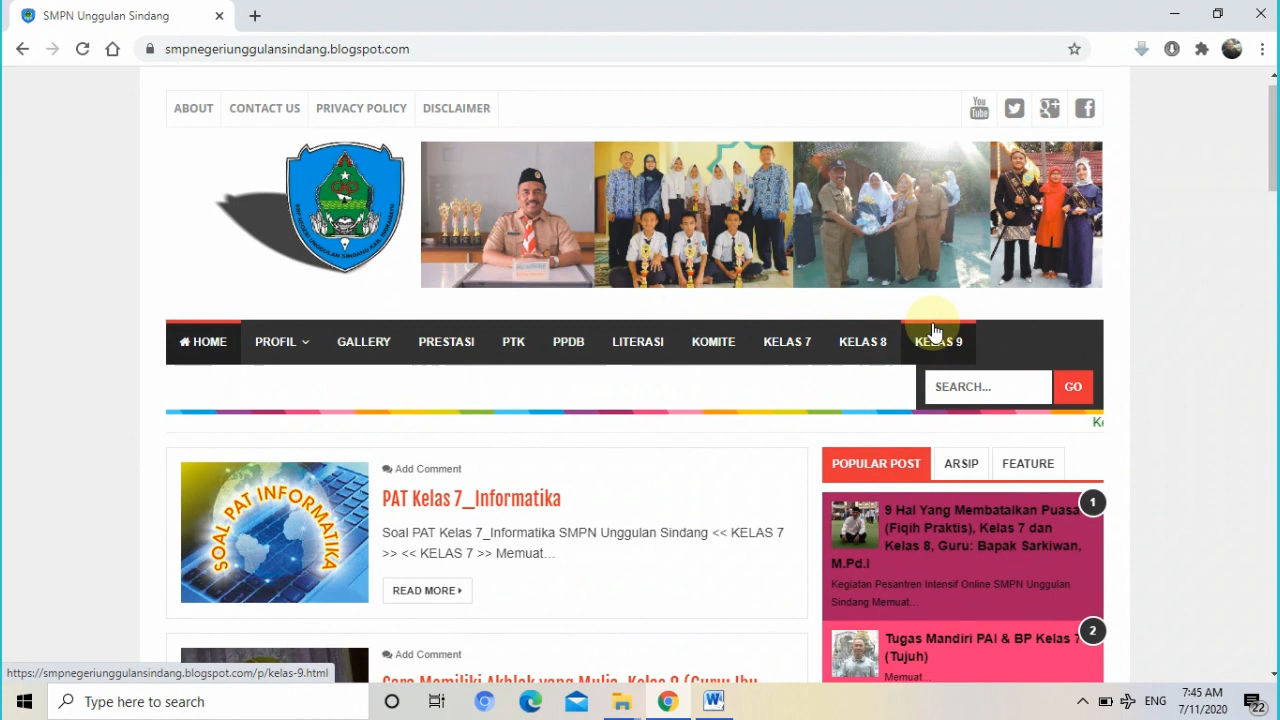 SMPN Unggulan Sindang
smpnegeriunggulansindang.blogspot.com
ABOUT
CONTACT US
PRIVACY POLICY
DISCLAIMER
You
Tube
HOME
PROFIL
GALLERY
PRESTASI
PTK
PPDB
LITERASI
KOMITE
KELAS 7
KELAS 8
KELAS 9
SEARCH...
GO
Add Comment
PAT Kelas 7_Informatika
Soal PAT Kelas 7_Informatika SMPN Unggulan Sindang << KELAS 7
>> << KELAS 7 >> Memuat...
READ MORE
SOAL PAT INFORMATIKA
Add Comment
POPULAR POST
ARSIP
FEATURE
1
9 Hal Yang Membatalkan Puasa
(Fiqih Praktis), Kelas 7 dan
Kelas 8, Guru: Bapak Sarkiwan,
M.Pd.I
Kegiatan Pesantren Intensif Online SMPN Unggulan
Sindang Memuat...
2
Tugas Mandiri PAI & BP Kelas 7
(Tujuh)
Memuat...
https://smpnegeriunggulansindang.blogspot.com/p/kelas-9.html
Type here to search
ENG
7:45 AM
7/11/2020
22